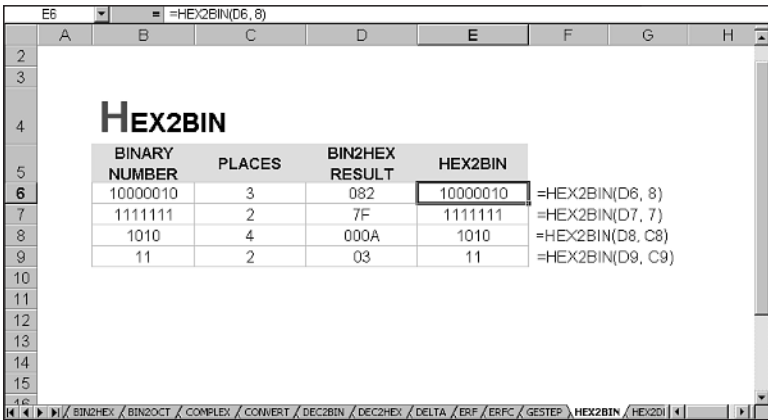 E6 = =HEX2BIN(D6, 8)
A B C D E F G H
2
3
4 HEX2BIN
5 BINARY NUMBER PLACES BIN2HEX RESULT HEX2BIN
6 10000010 3 082 10000010 =HEX2BIN(D6, 8)
7 1111111 2 7F 1111111 =HEX2BIN(D7, 7)
8 1010 4 000A 1010 =HEX2BIN(D8, C8)
9 11 2 03 11 =HEX2BIN(D9, C9)
10
11
12
13
14
15
16
BIN2HEX / BIN2OCT / COMPLEX / CONVERT / DEC2BIN / DEC2HEX / DELTA / ERF / ERFC / GESTEP \ HEX2BIN / HEX2DI